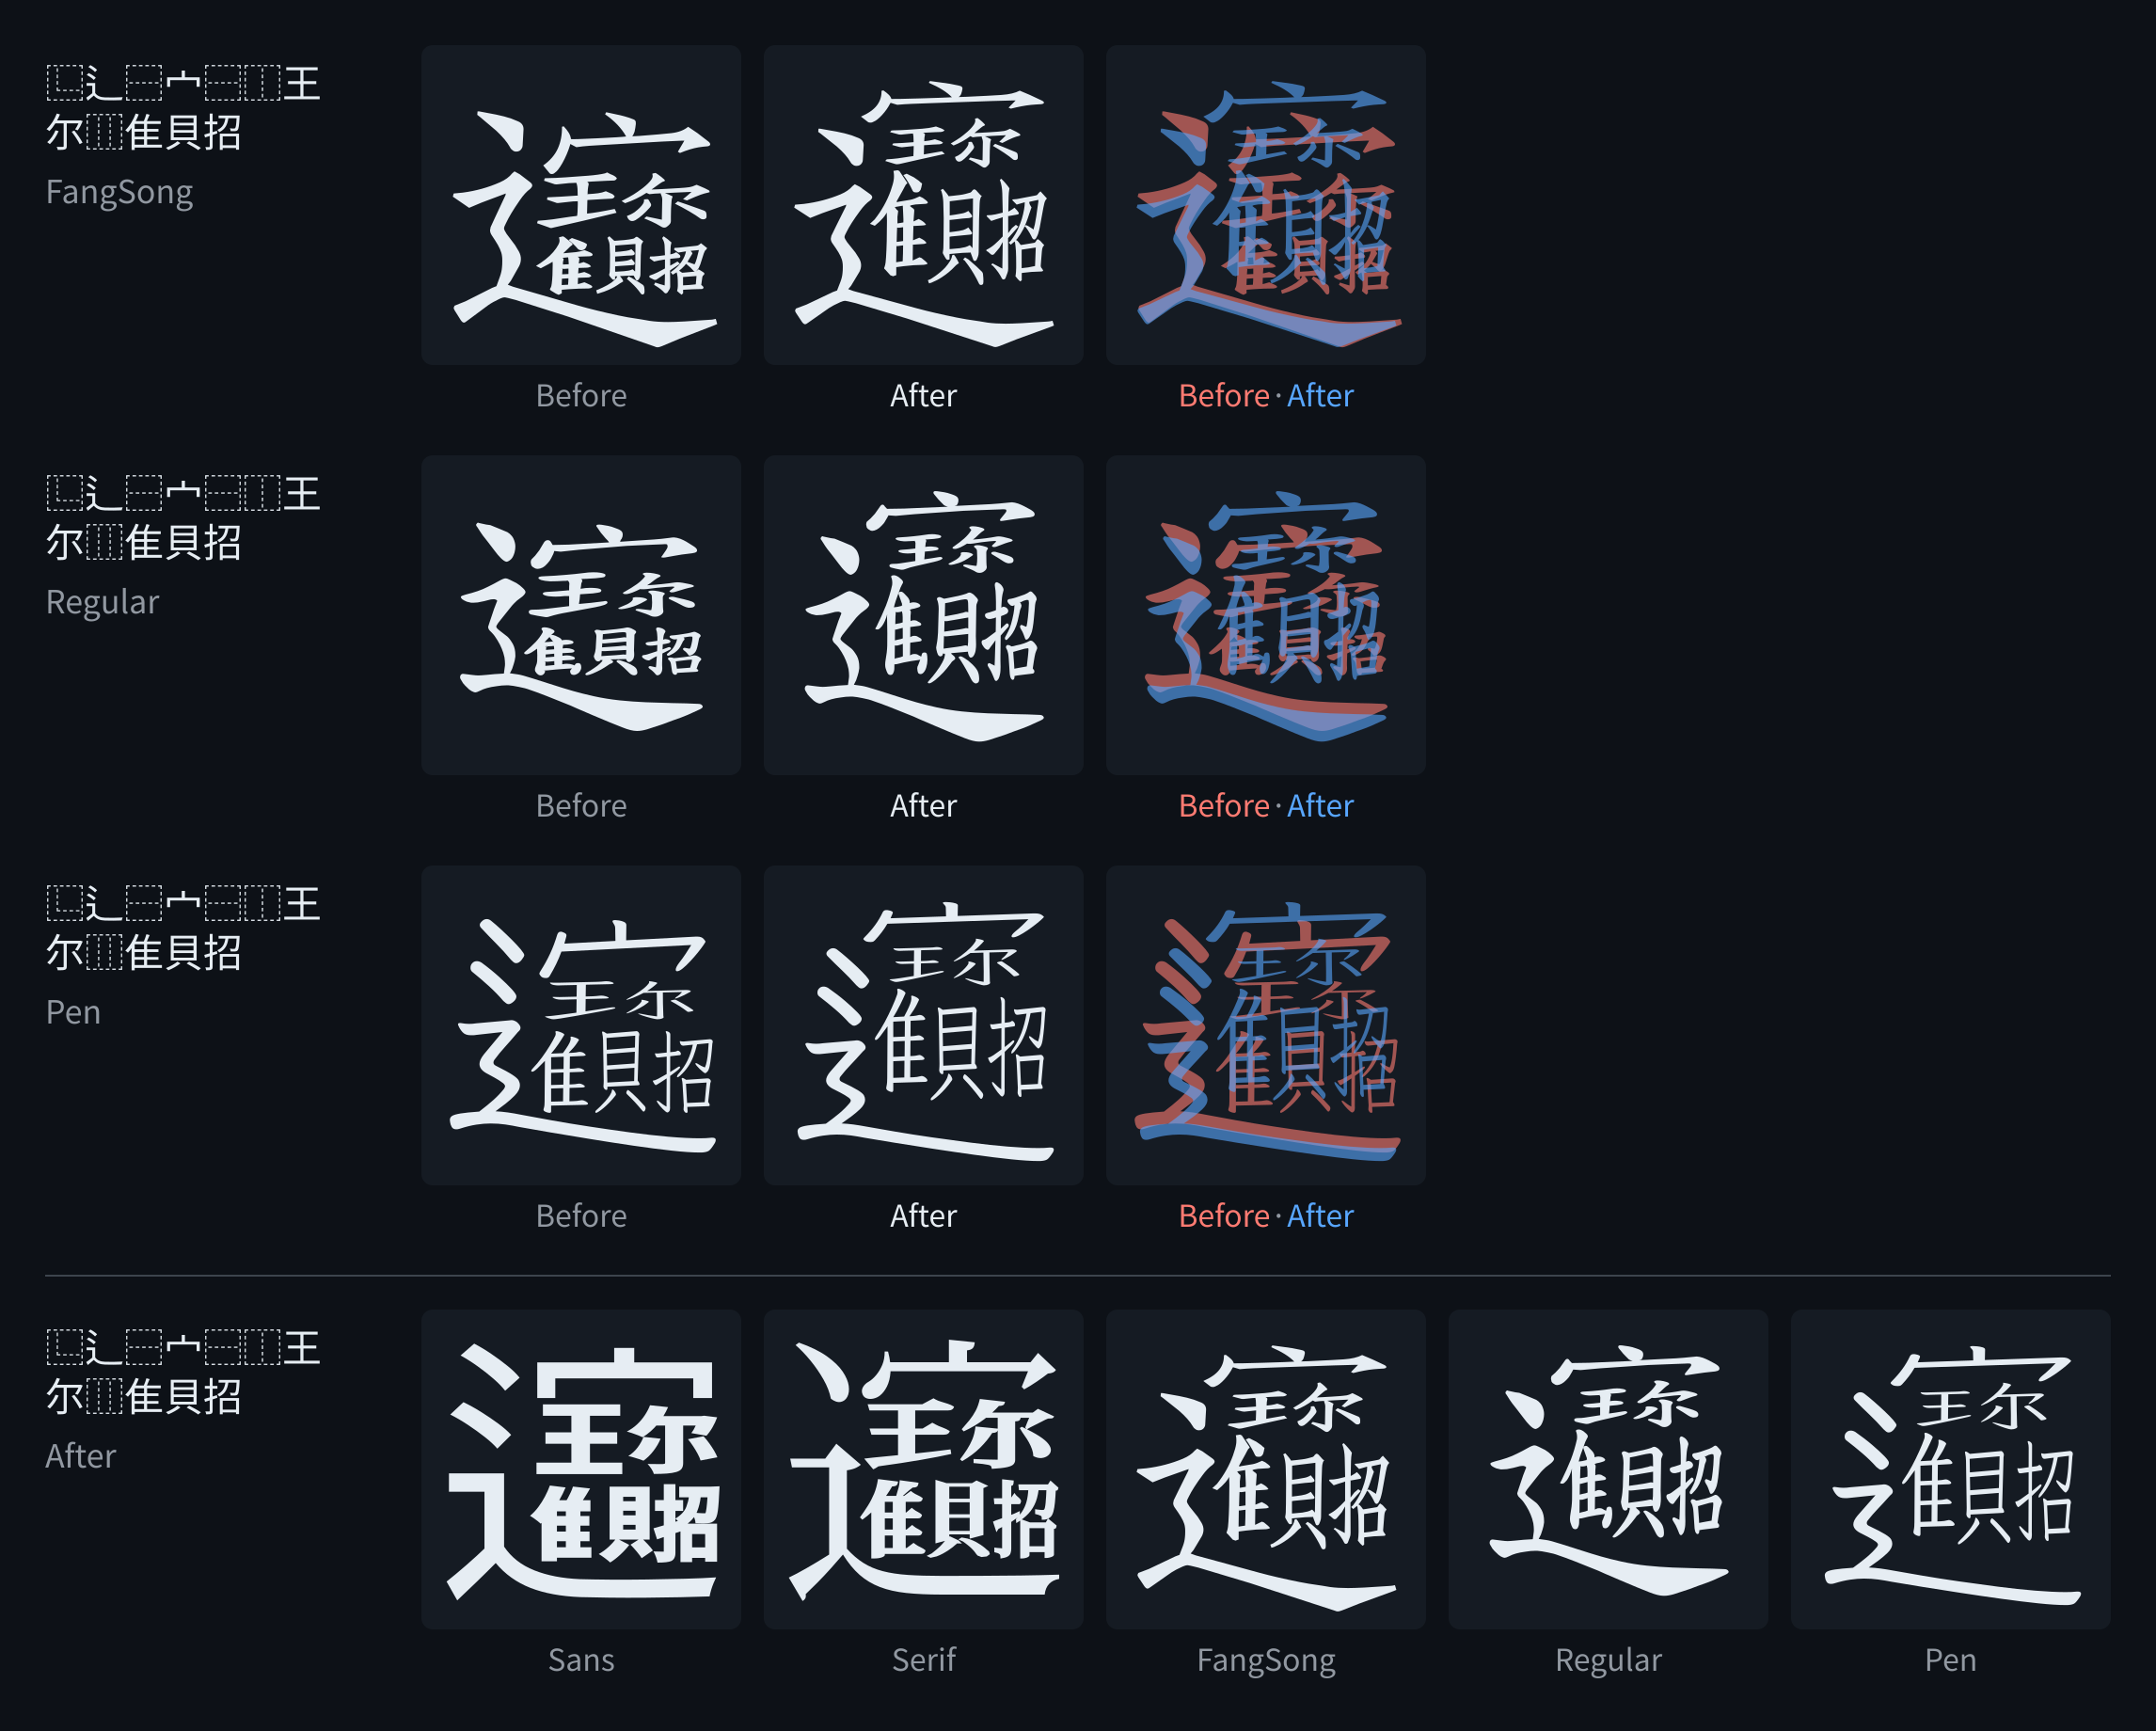 ⿺辶⿱宀⿱⿰王
尔⿲隹貝招
FangSong
Before
After
Before · After
⿺辶⿱宀⿱⿰王
尔⿲隹貝招
Regular
Before
After
Before · After
⿺辶⿱宀⿱⿰王
尔⿲隹貝招
Pen
Before
After
Before · After
⿺辶⿱宀⿱⿰王
尔⿲隹貝招
After
Sans
Serif
FangSong
Regular
Pen